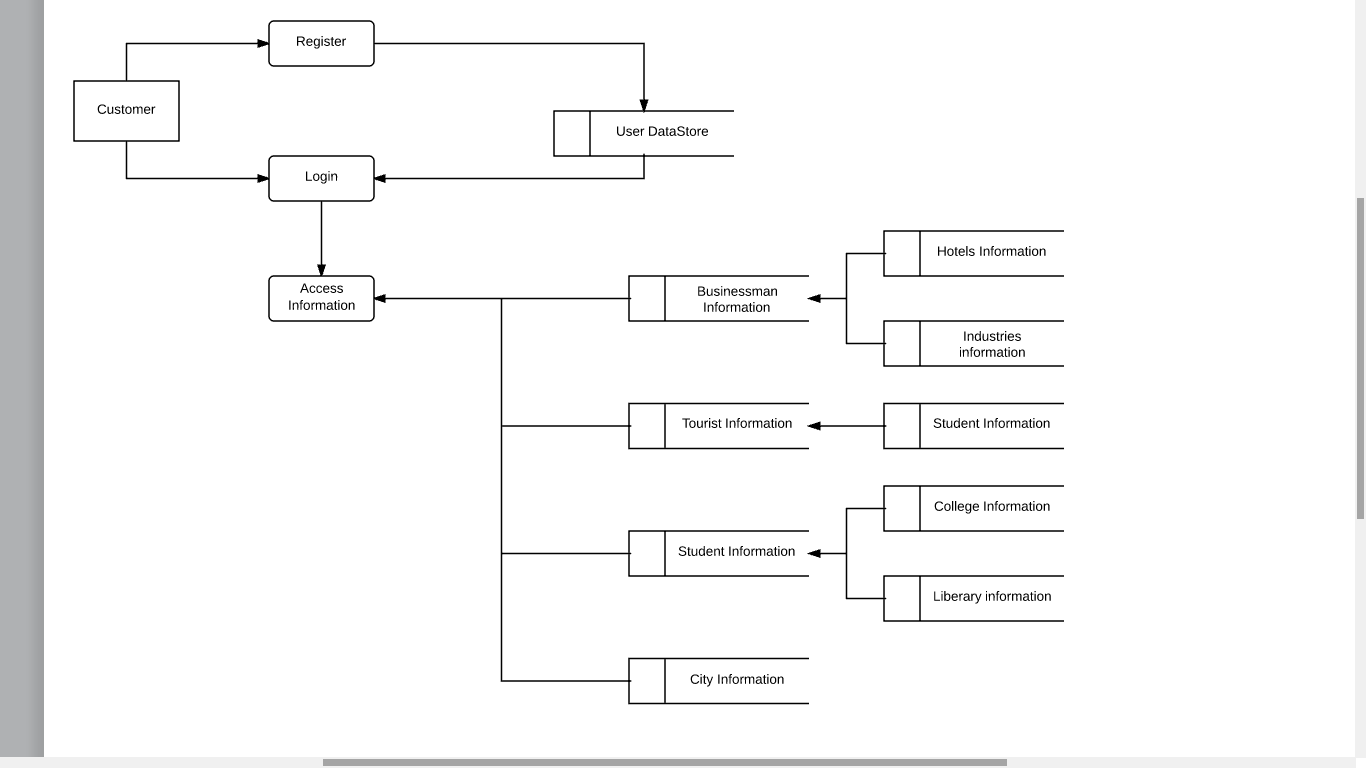 Register
Customer
User DataStore
Login
Hotels Information
Access
Information
Businessman
Information
Industries
information
Tourist Information
Student Information
College Information
Student Information
Liberary information
City Information